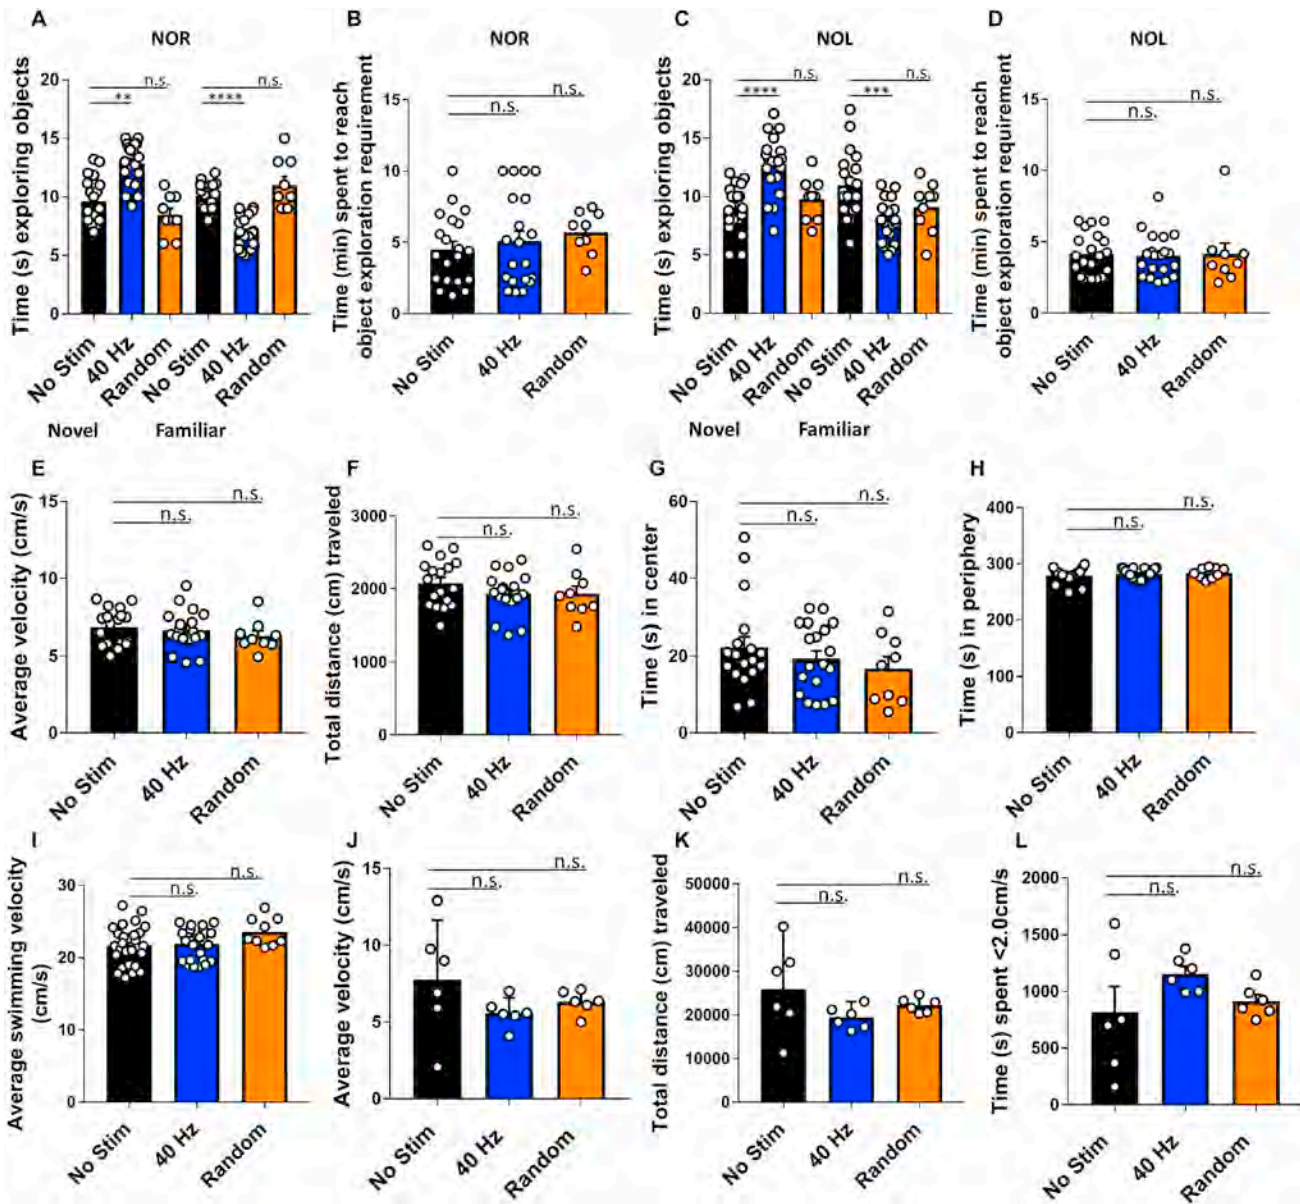 A
NOR
Time (s) exploring objects
20
15
10
5
0
n.s.
**
n.s.
****
No Stim
40 Hz
Random
No Stim
40 Hz
Random
Novel
Familiar
B
NOR
Time (min) spent to reach
object exploration requirement
15
10
5
0
n.s.
n.s.
No Stim
40 Hz
Random
C
NOL
Time (s) exploring objects
20
15
10
5
0
n.s.
****
n.s.
***
No Stim
40 Hz
Random
No Stim
40 Hz
Random
Novel
Familiar
D
NOL
Time (min) spent to reach
object exploration requirement
15
10
5
0
n.s.
n.s.
No Stim
40 Hz
Random
E
Average velocity (cm/s)
15
10
5
0
n.s.
n.s.
No Stim
40 Hz
Random
F
Total distance (cm) traveled
3000
2000
1000
0
n.s.
n.s.
No Stim
40 Hz
Random
G
Time (s) in center
60
40
20
0
n.s.
n.s.
No Stim
40 Hz
Random
H
Time (s) in periphery
400
300
200
100
0
n.s.
n.s.
No Stim
40 Hz
Random
I
Average swimming velocity
(cm/s)
30
20
10
0
n.s.
n.s.
No Stim
40 Hz
Random
J
Average velocity (cm/s)
15
10
5
0
n.s.
n.s.
No Stim
40 Hz
Random
K
Total distance (cm) traveled
50000
40000
30000
20000
10000
0
n.s.
n.s.
No Stim
40 Hz
Random
L
Time (s) spent <2.0cm/s
2000
1500
1000
500
0
n.s.
n.s.
No Stim
40 Hz
Random